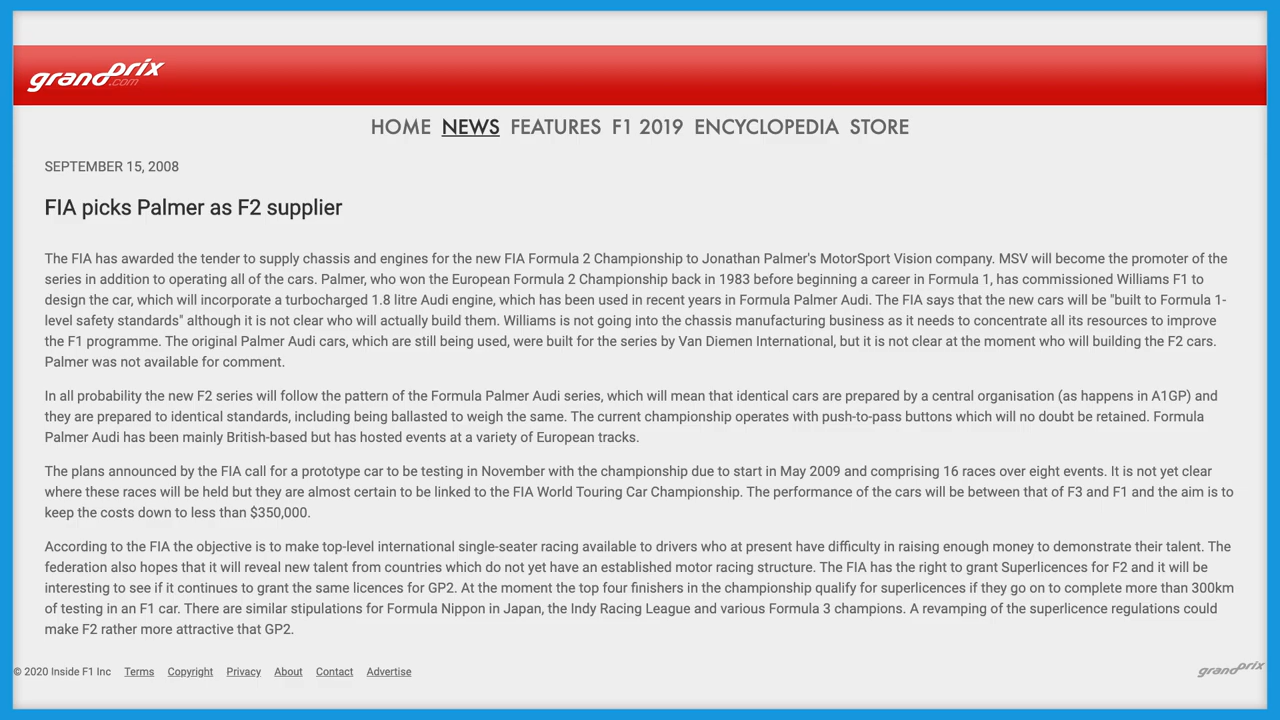 grandprix
.com
HOME NEWS FEATURES F1 2019 ENCYCLOPEDIA STORE
SEPTEMBER 15, 2008
FIA picks Palmer as F2 supplier
The FIA has awarded the tender to supply chassis and engines for the new FIA Formula 2 Championship to Jonathan Palmer's MotorSport Vision company. MSV will become the promoter of the
series in addition to operating all of the cars. Palmer, who won the European Formula 2 Championship back in 1983 before beginning a career in Formula 1, has commissioned Williams F1 to
design the car, which will incorporate a turbocharged 1.8 litre Audi engine, which has been used in recent years in Formula Palmer Audi. The FIA says that the new cars will be "built to Formula 1-
level safety standards" although it is not clear who will actually build them. Williams is not going into the chassis manufacturing business as it needs to concentrate all its resources to improve
the F1 programme. The original Palmer Audi cars, which are still being used, were built for the series by Van Diemen International, but it is not clear at the moment who will building the F2 cars.
Palmer was not available for comment.
In all probability the new F2 series will follow the pattern of the Formula Palmer Audi series, which will mean that identical cars are prepared by a central organisation (as happens in A1GP) and
they are prepared to identical standards, including being ballasted to weigh the same. The current championship operates with push-to-pass buttons which will no doubt be retained. Formula
Palmer Audi has been mainly British-based but has hosted events at a variety of European tracks.
The plans announced by the FIA call for a prototype car to be testing in November with the championship due to start in May 2009 and comprising 16 races over eight events. It is not yet clear
where these races will be held but they are almost certain to be linked to the FIA World Touring Car Championship. The performance of the cars will be between that of F3 and F1 and the aim is to
keep the costs down to less than $350,000.
According to the FIA the objective is to make top-level international single-seater racing available to drivers who at present have difficulty in raising enough money to demonstrate their talent. The
federation also hopes that it will reveal new talent from countries which do not yet have an established motor racing structure. The FIA has the right to grant Superlicences for F2 and it will be
interesting to see if it continues to grant the same licences for GP2. At the moment the top four finishers in the championship qualify for superlicences if they go on to complete more than 300km
of testing in an F1 car. There are similar stipulations for Formula Nippon in Japan, the Indy Racing League and various Formula 3 champions. A revamping of the superlicence regulations could
make F2 rather more attractive that GP2.
© 2020 Inside F1 Inc Terms Copyright Privacy About Contact Advertise
grandprix